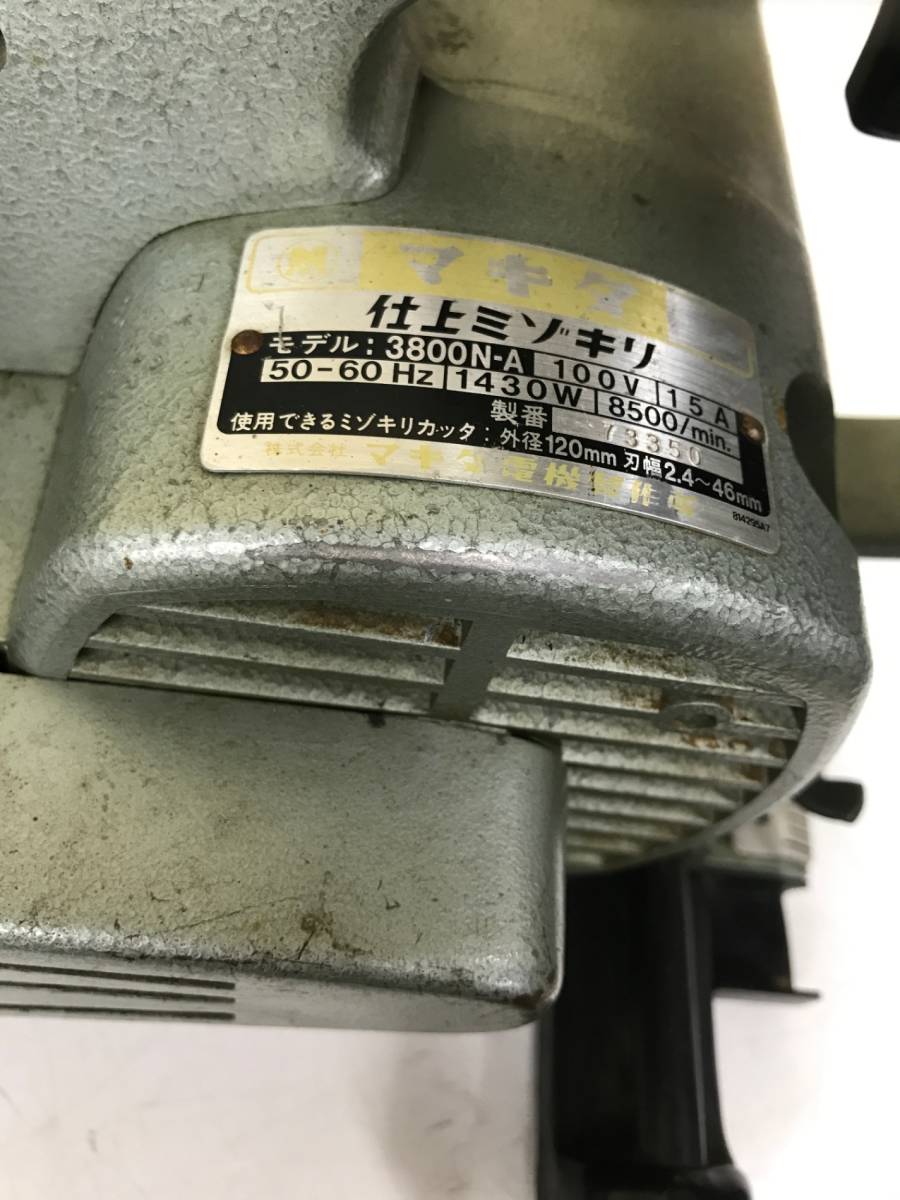 マキタ
仕上ミゾキリ
モデル: 3800N-A 100V 15A
50-60Hz 1430W 8500/min.
製番 73350
使用できるミゾキリカッタ: 外径120mm 刃幅2.4~46mm
株式会社 マキタ電機製作所
814295A7